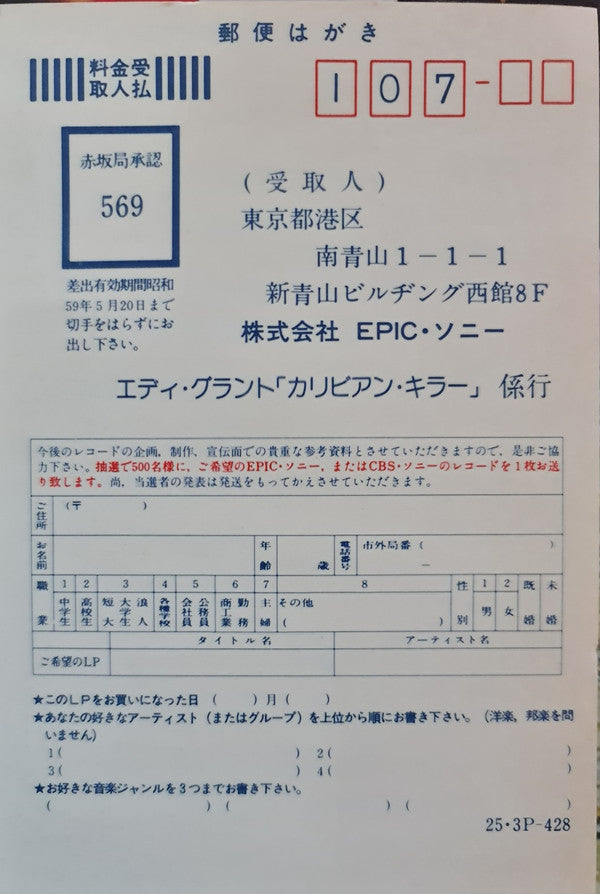 郵便はがき
料金受
取人払
107-
赤坂局承認
569
差出有効期間昭和
59年5月20日まで
切手をはらずにお
出し下さい。
(受取人)
東京都港区
南青山1-1-1
新青山ビルヂング西館8F
株式会社 EPIC・ソニー
エディ・グラント「カリビアン・キラー」係行
今後のレコードの企画，制作，宣伝面での貴重な参考資料とさせていただきますので，是非ご協
力下さい。抽選で500名様に，ご希望のEPIC・ソニー，またはCBS・ソニーのレコードを1枚お送
り致します。尚，当選者の発表は発送をもってかえさせていただきます。
ご住所 (〒 )
お名前 年齢 歳 電話番号 市外局番 ( ) －
職業 1 中学生 2 高校生 3 短大 大学生 浪人 4 各種学校 5 会社員 公務員 6 商工業 勤務 7 主婦 8 その他 ( ) 性別 1 男 2 女 既婚 未婚
タイトル名 アーティスト名
ご希望のLP
★このLPをお買いになった日 ( )月( )
★あなたの好きなアーティスト(またはグループ)を上位から順にお書き下さい。(洋楽，邦楽を問
いません)
1( ) 2( )
3( ) 4( )
★お好きな音楽ジャンルを3つまでお書き下さい。
( ) ( ) ( )
25・3P-428